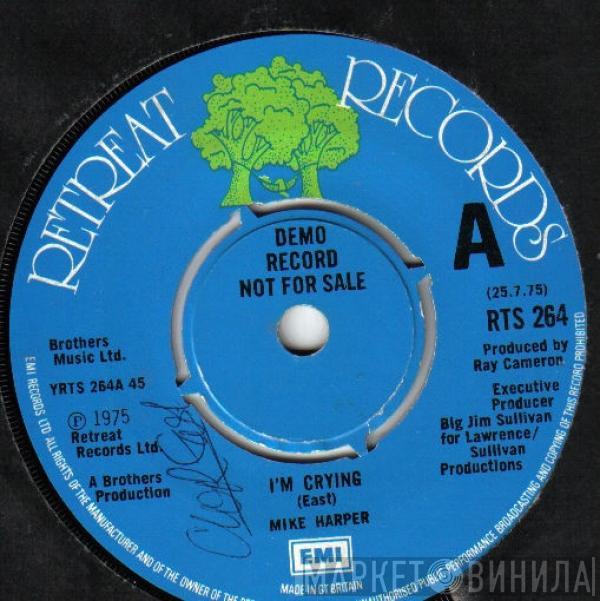 RETREAT RECORDS
A
DEMO
RECORD
NOT FOR SALE
(25.7.75)
RTS 264
Brothers
Music Ltd.
YRTS 264A 45
Ⓟ 1975
Retreat
Records Ltd.
A Brothers
Production
Produced by
Ray Cameron
Executive
Producer
Big Jim Sullivan
for Lawrence/
Sullivan
Productions
I'M CRYING
(East)
MIKE HARPER
EMI
MADE IN GT BRITAIN
EMI RECORDS LTD ALL RIGHTS OF THE MANUFACTURER AND OF THE OWNER OF THE
AUTHORISED PUBLIC PERFORMANCE BROADCASTING AND COPYING OF THIS RECORD PROHIBITED
МАРКЕТ ВИНИЛА